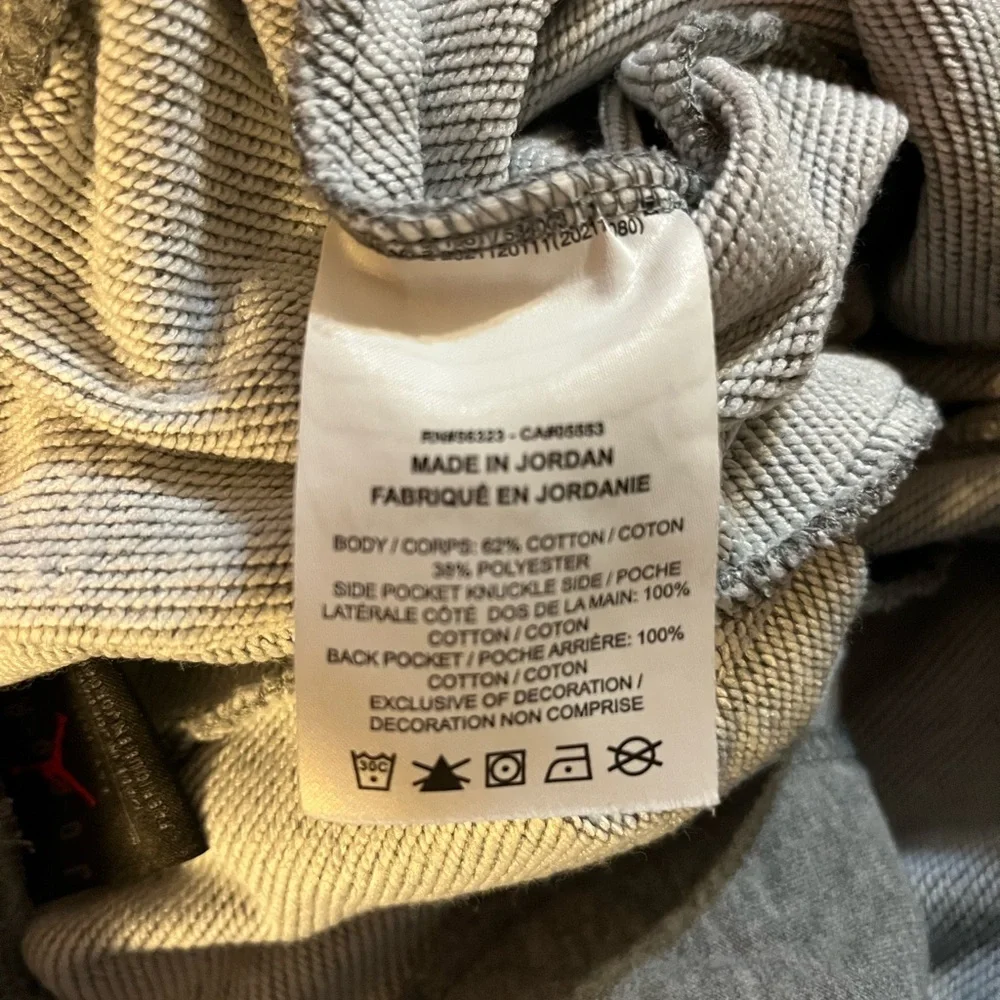 20211120111(20211080)
RN#56323 - CA#05553
MADE IN JORDAN
FABRIQUÉ EN JORDANIE
BODY / CORPS: 62% COTTON / COTON
38% POLYESTER
SIDE POCKET KNUCKLE SIDE / POCHE
LATÉRALE CÔTÉ DOS DE LA MAIN: 100%
COTTON / COTON
BACK POCKET / POCHE ARRIÈRE: 100%
COTTON / COTON
EXCLUSIVE OF DECORATION /
DECORATION NON COMPRISE
30C